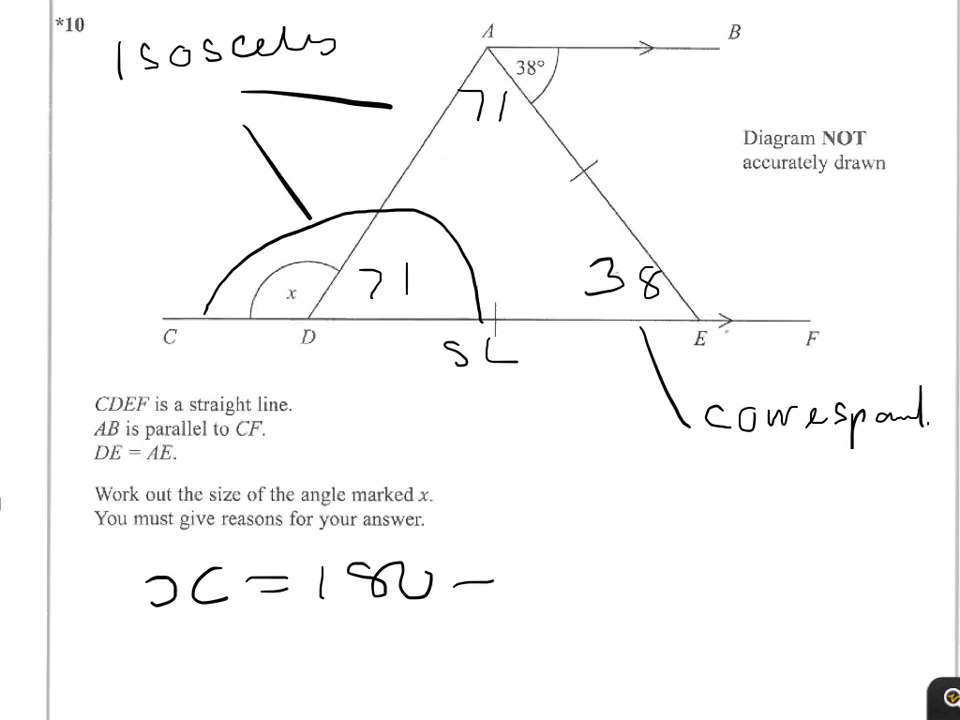 *10
Isosceles
A
B
38°
71
Diagram NOT
accurately drawn
x
71
38
C
D
E
F
SL
correspond.
CDEF is a straight line.
AB is parallel to CF.
DE = AE.
Work out the size of the angle marked x.
You must give reasons for your answer.
x = 180 -